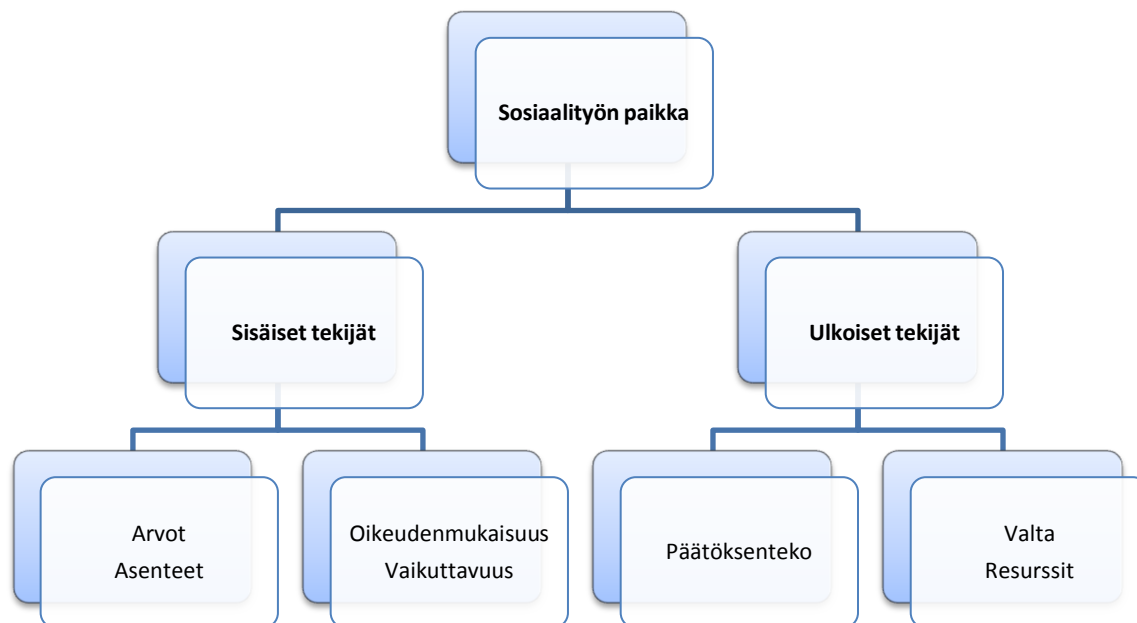 Sosiaalityön paikka
Sisäiset tekijät
Ulkoiset tekijät
Arvot
Asenteet
Oikeudenmukaisuus
Vaikuttavuus
Päätöksenteko
Valta
Resurssit